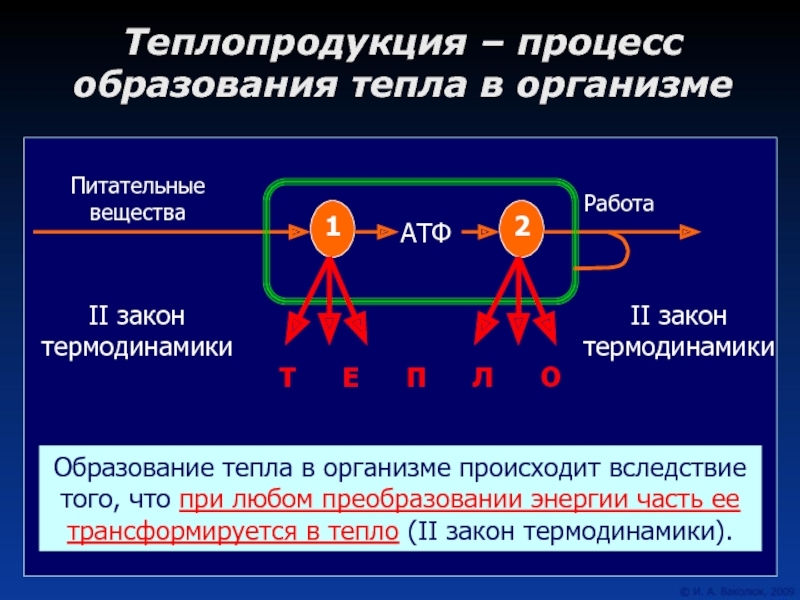 Теплопродукция – процесс
образования тепла в организме
Питательные
вещества
1
АТФ
2
Работа
II закон
термодинамики
II закон
термодинамики
Т Е П Л О
Образование тепла в организме происходит вследствие
того, что при любом преобразовании энергии часть ее
трансформируется в тепло (II закон термодинамики).